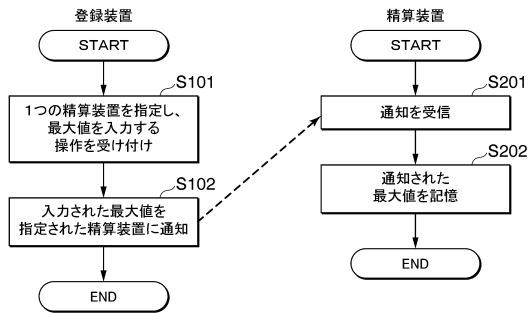 登録装置
START
S101
1つの精算装置を指定し、
最大値を入力する
操作を受け付け
S102
入力された最大値を
指定された精算装置に通知
END
精算装置
START
S201
通知を受信
S202
通知された
最大値を記憶
END